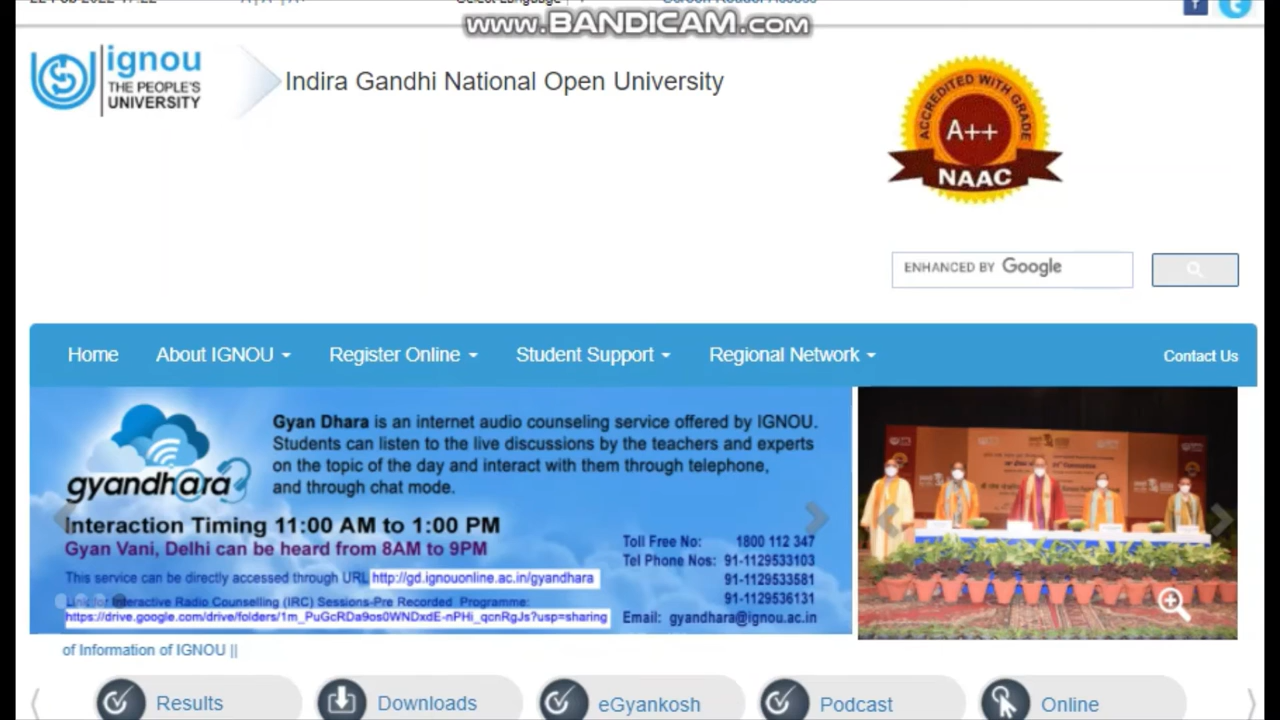 www.BANDICAM.com
ignou
THE PEOPLE'S
UNIVERSITY
Indira Gandhi National Open University
ACCREDITED WITH GRADE
A++
NAAC
ENHANCED BY Google
Home About IGNOU Register Online Student Support Regional Network Contact Us
Gyan Dhara is an internet audio counseling service offered by IGNOU.
Students can listen to the live discussions by the teachers and experts
on the topic of the day and interact with them through telephone,
and through chat mode.
gyandh@ra
Interaction Timing 11:00 AM to 1:00 PM
Gyan Vani, Delhi can be heard from 8AM to 9PM
This service can be directly accessed through URL http://gd.ignouonline.ac.in/gyandhara
Link for Interactive Radio Counselling (IRC) Sessions-Pre Recorded Programme:
https://drive.google.com/drive/folders/1m_PuGcRDa9os0WNDxdE-nPHi_qcnRgJs?usp=sharing
Toll Free No: 1800 112 347
Tel Phone Nos: 91-1129533103
91-1129533581
91-1129536131
Email: gyandhara@ignou.ac.in
of Information of IGNOU ||
Results Downloads eGyankosh Podcast Online